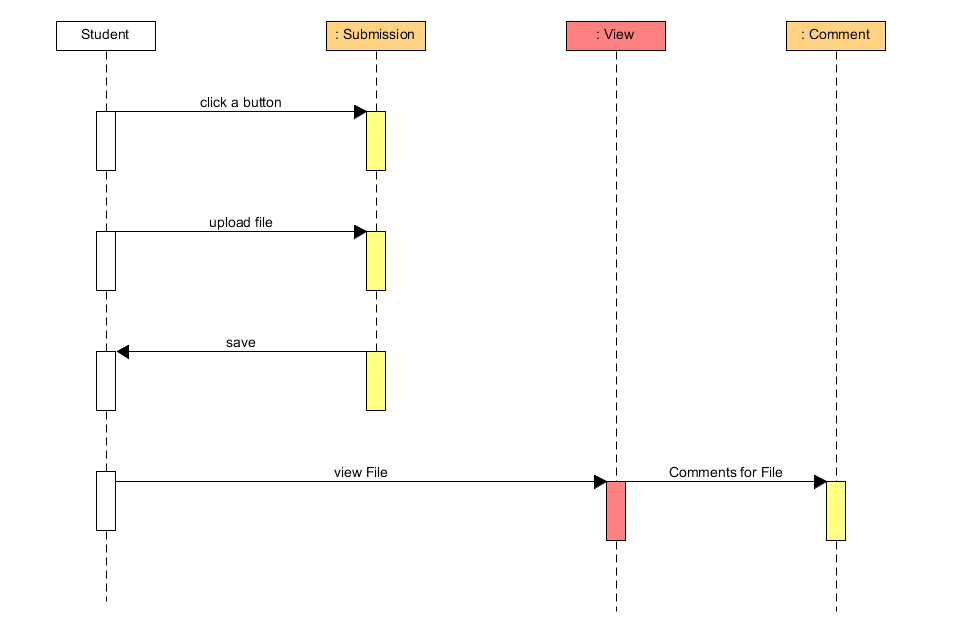 Student
: Submission
: View
: Comment
click a button
upload file
save
view File
Comments for File